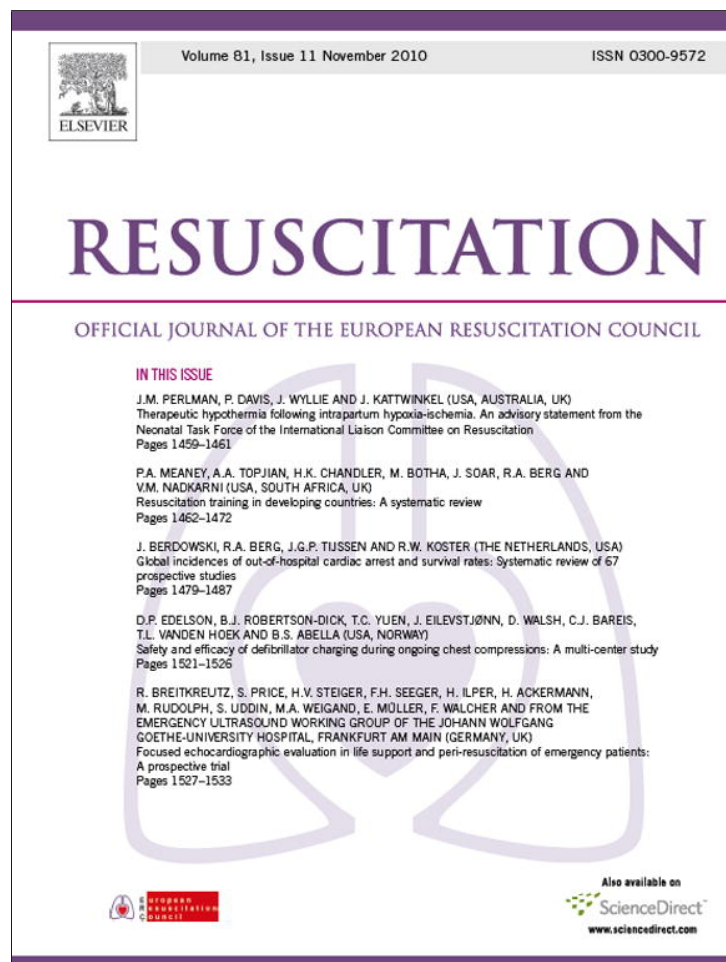 Volume 81, Issue 11 November 2010
ISSN 0300-9572
ELSEVIER
RESUSCITATION
OFFICIAL JOURNAL OF THE EUROPEAN RESUSCITATION COUNCIL
IN THIS ISSUE
J.M. PERLMAN, P. DAVIS, J. WYLLIE AND J. KATTWINKEL (USA, AUSTRALIA, UK)
Therapeutic hypothermia following intrapartum hypoxia-ischemia. An advisory statement from the
Neonatal Task Force of the International Liaison Committee on Resuscitation
Pages 1459–1461
P.A. MEANEY, A.A. TOPJIAN, H.K. CHANDLER, M. BOTHA, J. SOAR, R.A. BERG AND
V.M. NADKARNI (USA, SOUTH AFRICA, UK)
Resuscitation training in developing countries: A systematic review
Pages 1462–1472
J. BERDOWSKI, R.A. BERG, J.G.P. TIJSSEN AND R.W. KOSTER (THE NETHERLANDS, USA)
Global incidences of out-of-hospital cardiac arrest and survival rates: Systematic review of 67
prospective studies
Pages 1479–1487
D.P. EDELSON, B.J. ROBERTSON-DICK, T.C. YUEN, J. EILEVSTJØNN, D. WALSH, C.J. BAREIS,
T.L. VANDEN HOEK AND B.S. ABELLA (USA, NORWAY)
Safety and efficacy of defibrillator charging during ongoing chest compressions: A multi-center study
Pages 1521–1526
R. BREITKREUTZ, S. PRICE, H.V. STEIGER, F.H. SEEGER, H. ILPER, H. ACKERMANN,
M. RUDOLPH, S. UDDIN, M.A. WEIGAND, E. MÜLLER, F. WALCHER AND FROM THE
EMERGENCY ULTRASOUND WORKING GROUP OF THE JOHANN WOLFGANG
GOETHE-UNIVERSITY HOSPITAL, FRANKFURT AM MAIN (GERMANY, UK)
Focused echocardiographic evaluation in life support and peri-resuscitation of emergency patients:
A prospective trial
Pages 1527–1533
European
Resuscitation
Council
Also available on
ScienceDirect™
www.sciencedirect.com